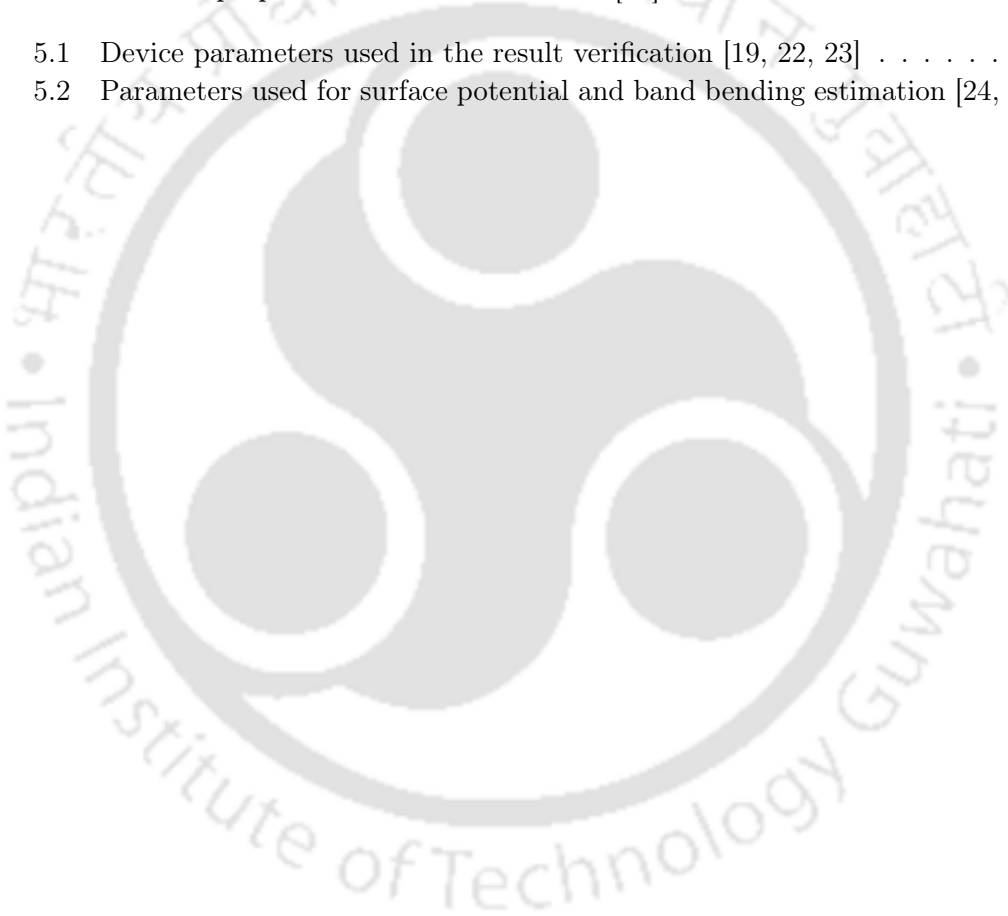 5.1 Device parameters used in the result verification [19, 22, 23] . . . . . .
5.2 Parameters used for surface potential and band bending estimation [24,
भारतीय
गुवाहाटी
• Indian Institute of Technology Guwahati •